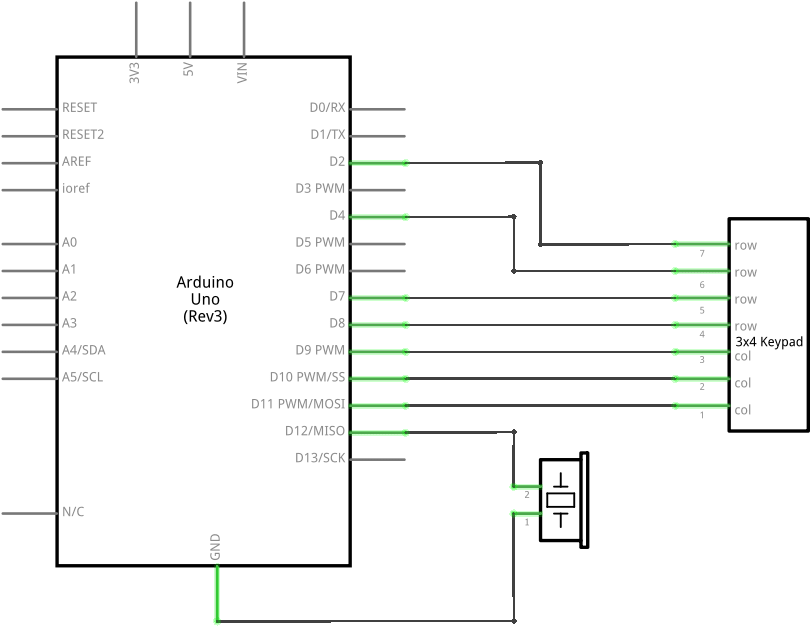 3V3
5V
VIN
RESET
RESET2
AREF
ioref
A0
A1
A2
A3
A4/SDA
A5/SCL
N/C
Arduino
Uno
(Rev3)
D0/RX
D1/TX
D2
D3 PWM
D4
D5 PWM
D6 PWM
D7
D8
D9 PWM
D10 PWM/SS
D11 PWM/MOSI
D12/MISO
D13/SCK
GND
7 row
6 row
5 row
4 row
3x4 Keypad
3 col
2 col
1 col
2
1